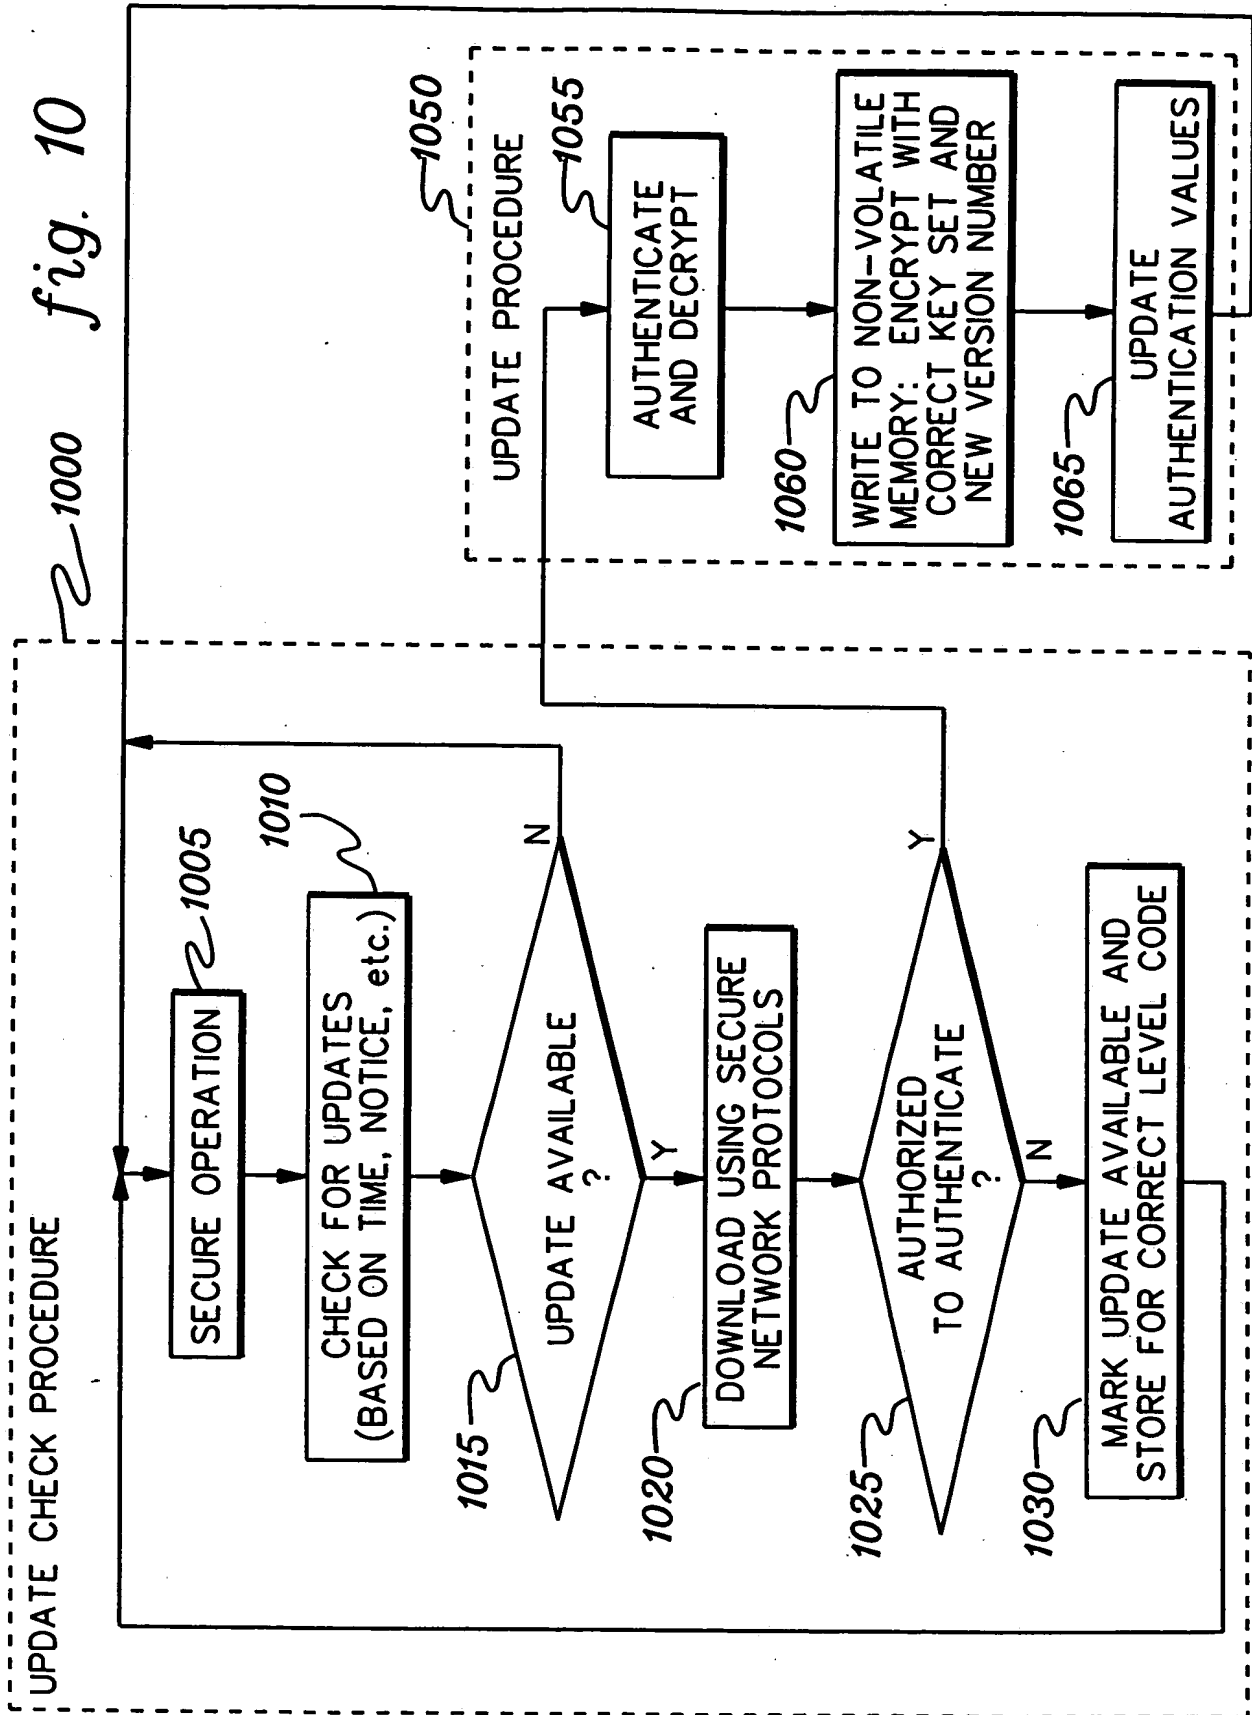 fig. 10
1000
UPDATE CHECK PROCEDURE
SECURE OPERATION
1005
CHECK FOR UPDATES
(BASED ON TIME, NOTICE, etc.)
1010
UPDATE AVAILABLE
?
1015
N
Y
DOWNLOAD USING SECURE
NETWORK PROTOCOLS
1020
AUTHORIZED
TO AUTHENTICATE
?
1025
Y
N
MARK UPDATE AVAILABLE AND
STORE FOR CORRECT LEVEL CODE
1030
1050
UPDATE PROCEDURE
1055
AUTHENTICATE
AND DECRYPT
1060
WRITE TO NON-VOLATILE
MEMORY: ENCRYPT WITH
CORRECT KEY SET AND
NEW VERSION NUMBER
1065
UPDATE
AUTHENTICATION VALUES